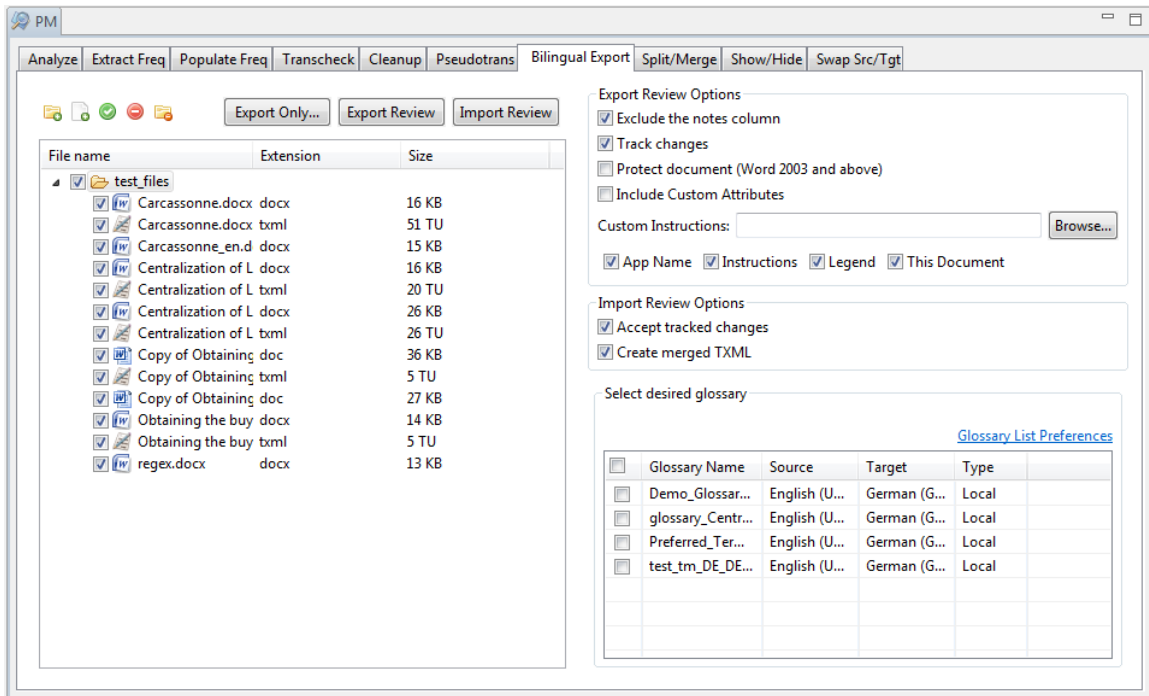 PM
Analyze Extract Freq Populate Freq Transcheck Cleanup Pseudotrans Bilingual Export Split/Merge Show/Hide Swap Src/Tgt
Export Only... Export Review Import Review
File name Extension Size
test_files
Carcassonne.docx docx 16 KB
Carcassonne.docx txml 51 TU
Carcassonne_en.d docx 15 KB
Centralization of L docx 16 KB
Centralization of L txml 20 TU
Centralization of L docx 26 KB
Centralization of L txml 26 TU
Copy of Obtaining doc 36 KB
Copy of Obtaining txml 5 TU
Copy of Obtaining doc 27 KB
Obtaining the buy docx 14 KB
Obtaining the buy txml 5 TU
regex.docx docx 13 KB
Export Review Options
Exclude the notes column
Track changes
Protect document (Word 2003 and above)
Include Custom Attributes
Custom Instructions: Browse...
App Name Instructions Legend This Document
Import Review Options
Accept tracked changes
Create merged TXML
Select desired glossary
Glossary List Preferences
Glossary Name Source Target Type
Demo_Glossar... English (U... German (G... Local
glossary_Centr... English (U... German (G... Local
Preferred_Ter... English (U... German (G... Local
test_tm_DE_DE... English (U... German (G... Local